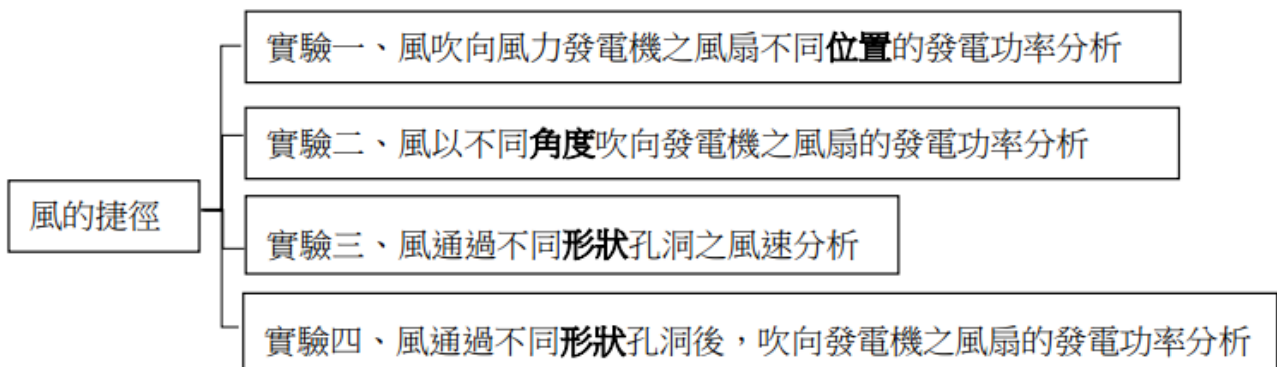 實驗一、風吹向風力發電機之風扇不同位置的發電功率分析
實驗二、風以不同角度吹向發電機之風扇的發電功率分析
風的捷徑
實驗三、風通過不同形狀孔洞之風速分析
實驗四、風通過不同形狀孔洞後，吹向發電機之風扇的發電功率分析